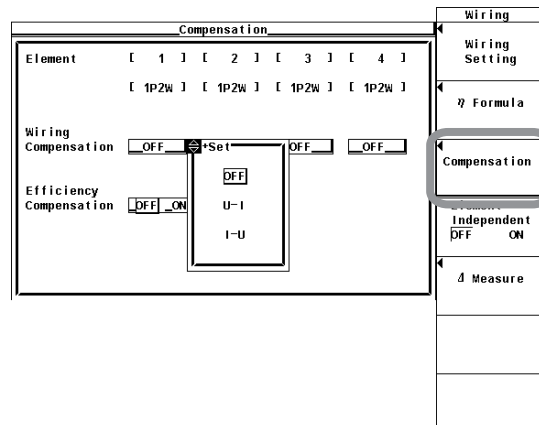 Wiring
Compensation
Wiring
Setting
Element [ 1 ] [ 2 ] [ 3 ] [ 4 ]
[ 1P2W ] [ 1P2W ] [ 1P2W ] [ 1P2W ]
η Formula
Wiring
Compensation OFF +Set OFF OFF
Compensation
OFF
Efficiency
Compensation OFF ON U-I
I-U
Independent
OFF ON
Δ Measure